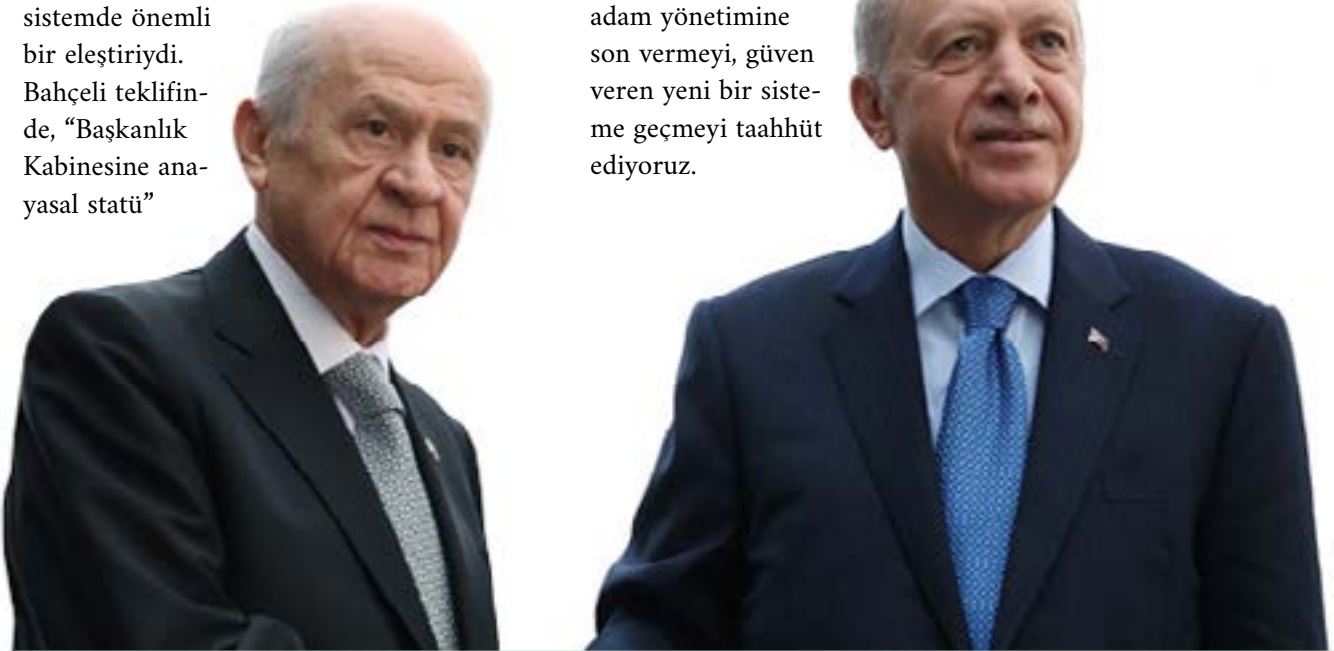 sistemde önemli
bir eleştiriydi.
Bahçeli teklifin-
de, “Başkanlık
Kabinesine ana-
yasal statü”
adam yönetimine
son vermeyi, güven
veren yeni bir siste-
me geçmeyi taahhüt
ediyoruz.